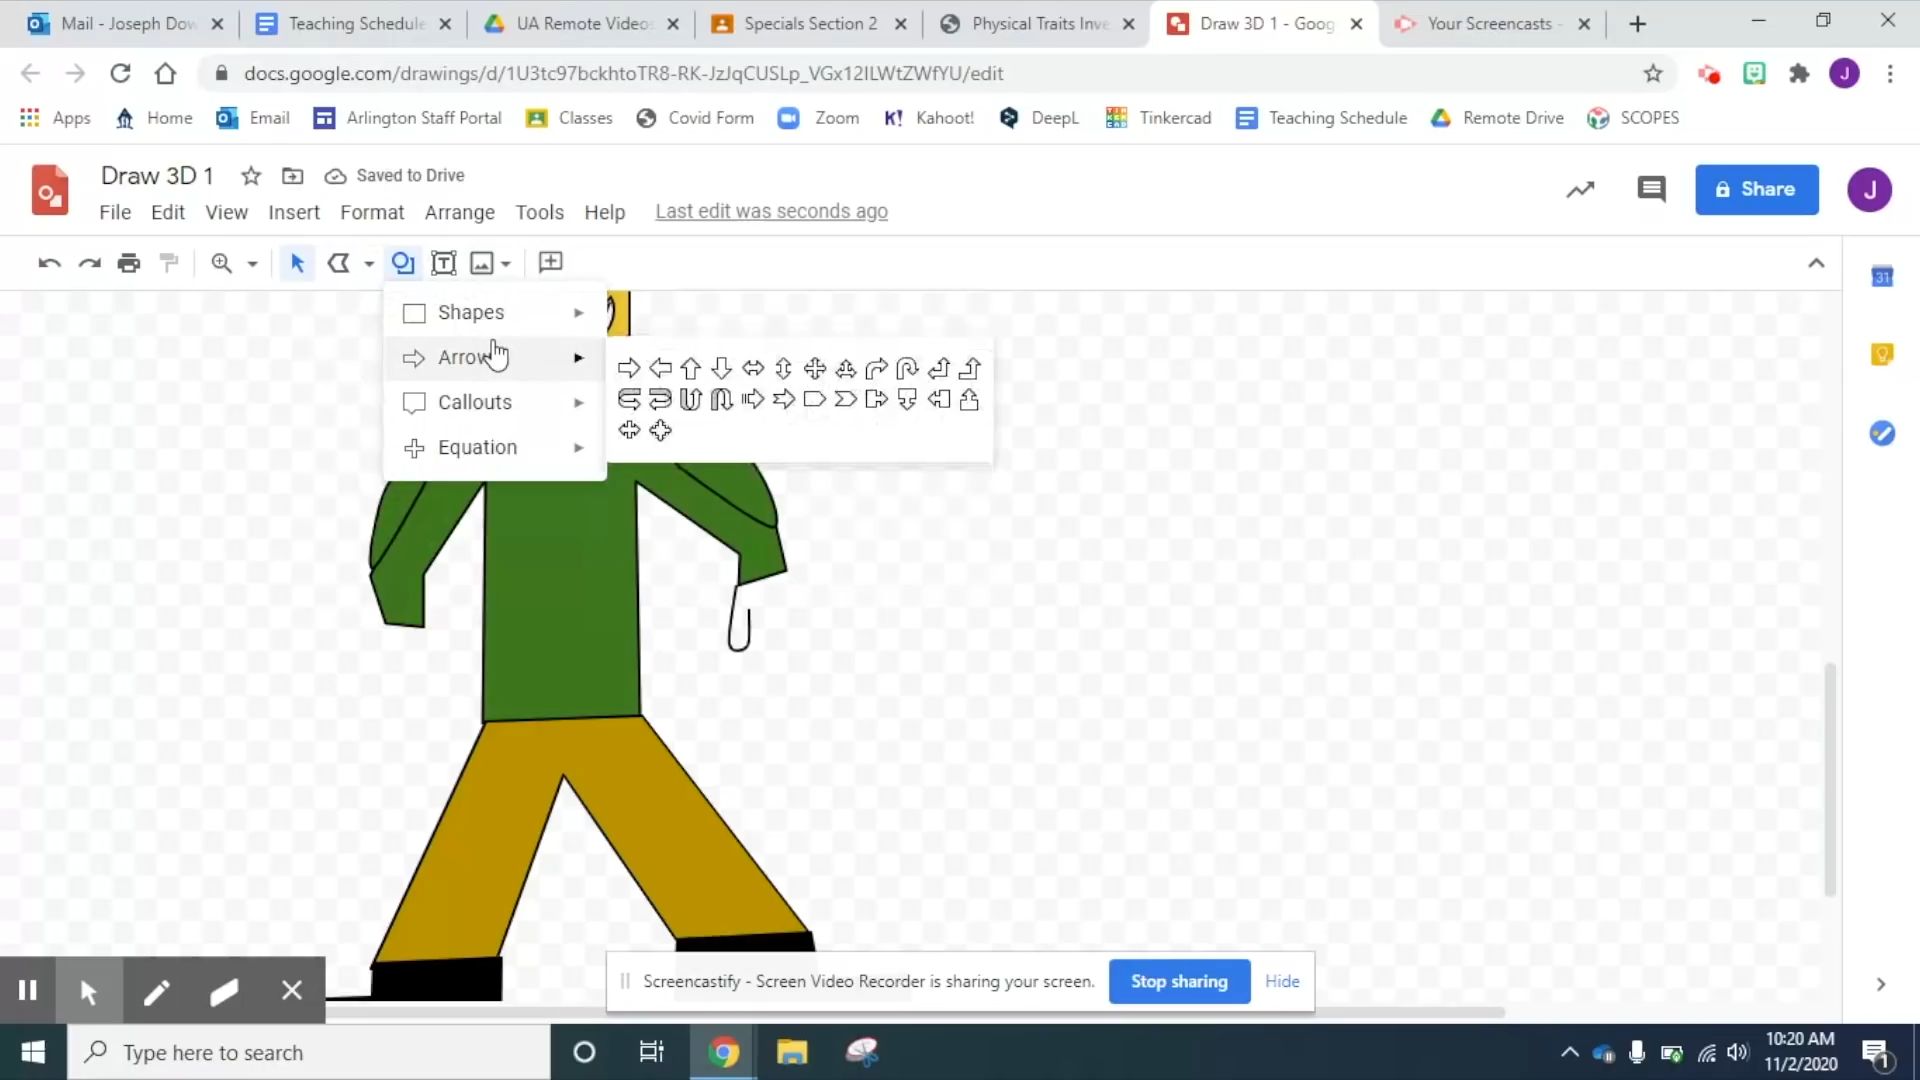 Mail - Joseph Dow
Teaching Schedule
UA Remote Video
Specials Section 2
Physical Traits Inve
Draw 3D 1 - Goog
Your Screencasts -
docs.google.com/drawings/d/1U3tc97bckhtoTR8-RK-JzJqCUSLp_VGx12ILWtZWfYU/edit
J
Apps
Home
Email
Arlington Staff Portal
Classes
Covid Form
Zoom
K! Kahoot!
DeepL
Tinkercad
Teaching Schedule
Remote Drive
SCOPES
Draw 3D 1
Saved to Drive
Share
J
File Edit View Insert Format Arrange Tools Help
Last edit was seconds ago
31
Shapes
Arrow
Callouts
Equation
Screencastify - Screen Video Recorder is sharing your screen.
Stop sharing
Hide
Type here to search
10:20 AM
11/2/2020
1